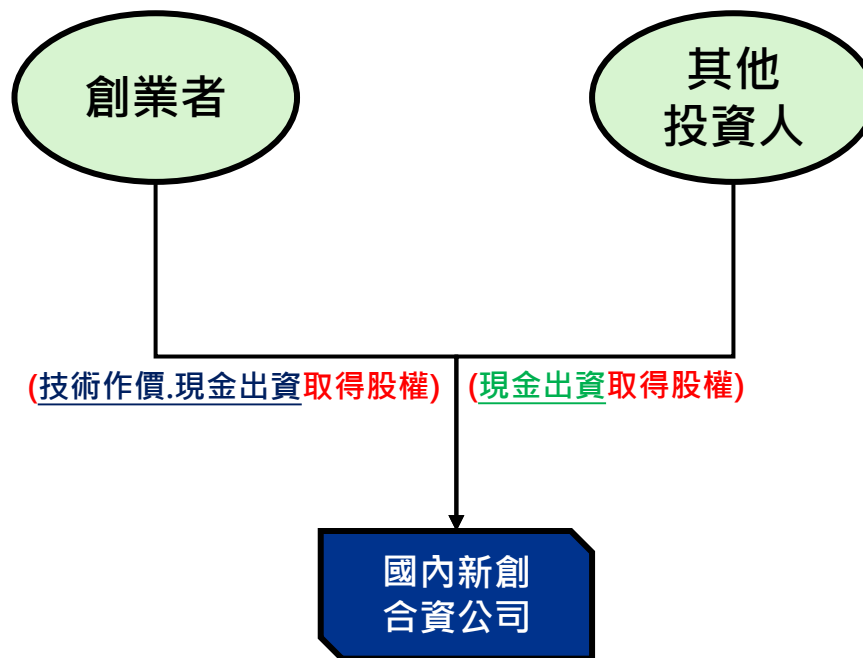 創業者
其他
投資人
(技術作價.現金出資取得股權)
(現金出資取得股權)
國內新創
合資公司